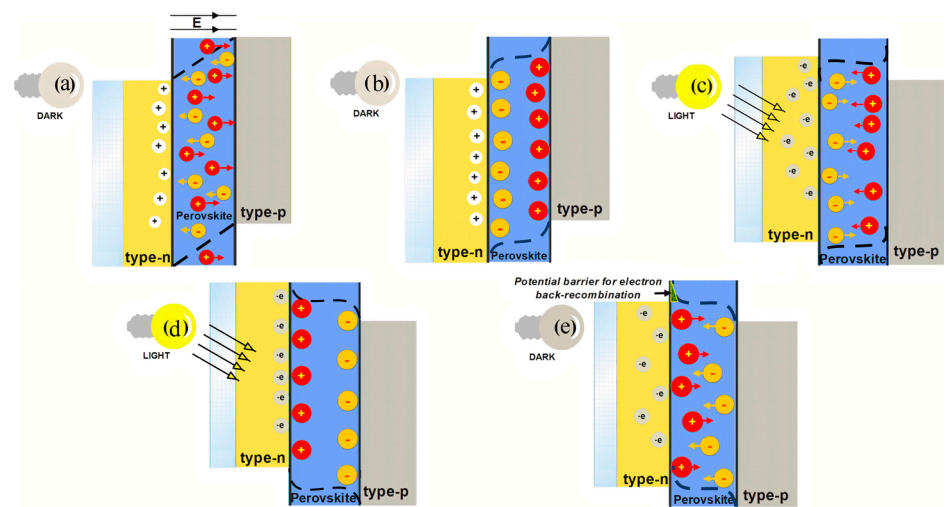 E
(a)
DARK
Perovskite
type-n
type-p
+
-
(b)
DARK
Perovskite
type-n
type-p
+
-
(c)
LIGHT
-e
Perovskite
type-n
type-p
+
-
(d)
LIGHT
-e
Perovskite
type-n
type-p
+
-
Potential barrier for electron
back-recombination
(e)
DARK
-e
Perovskite
type-n
type-p
+
-